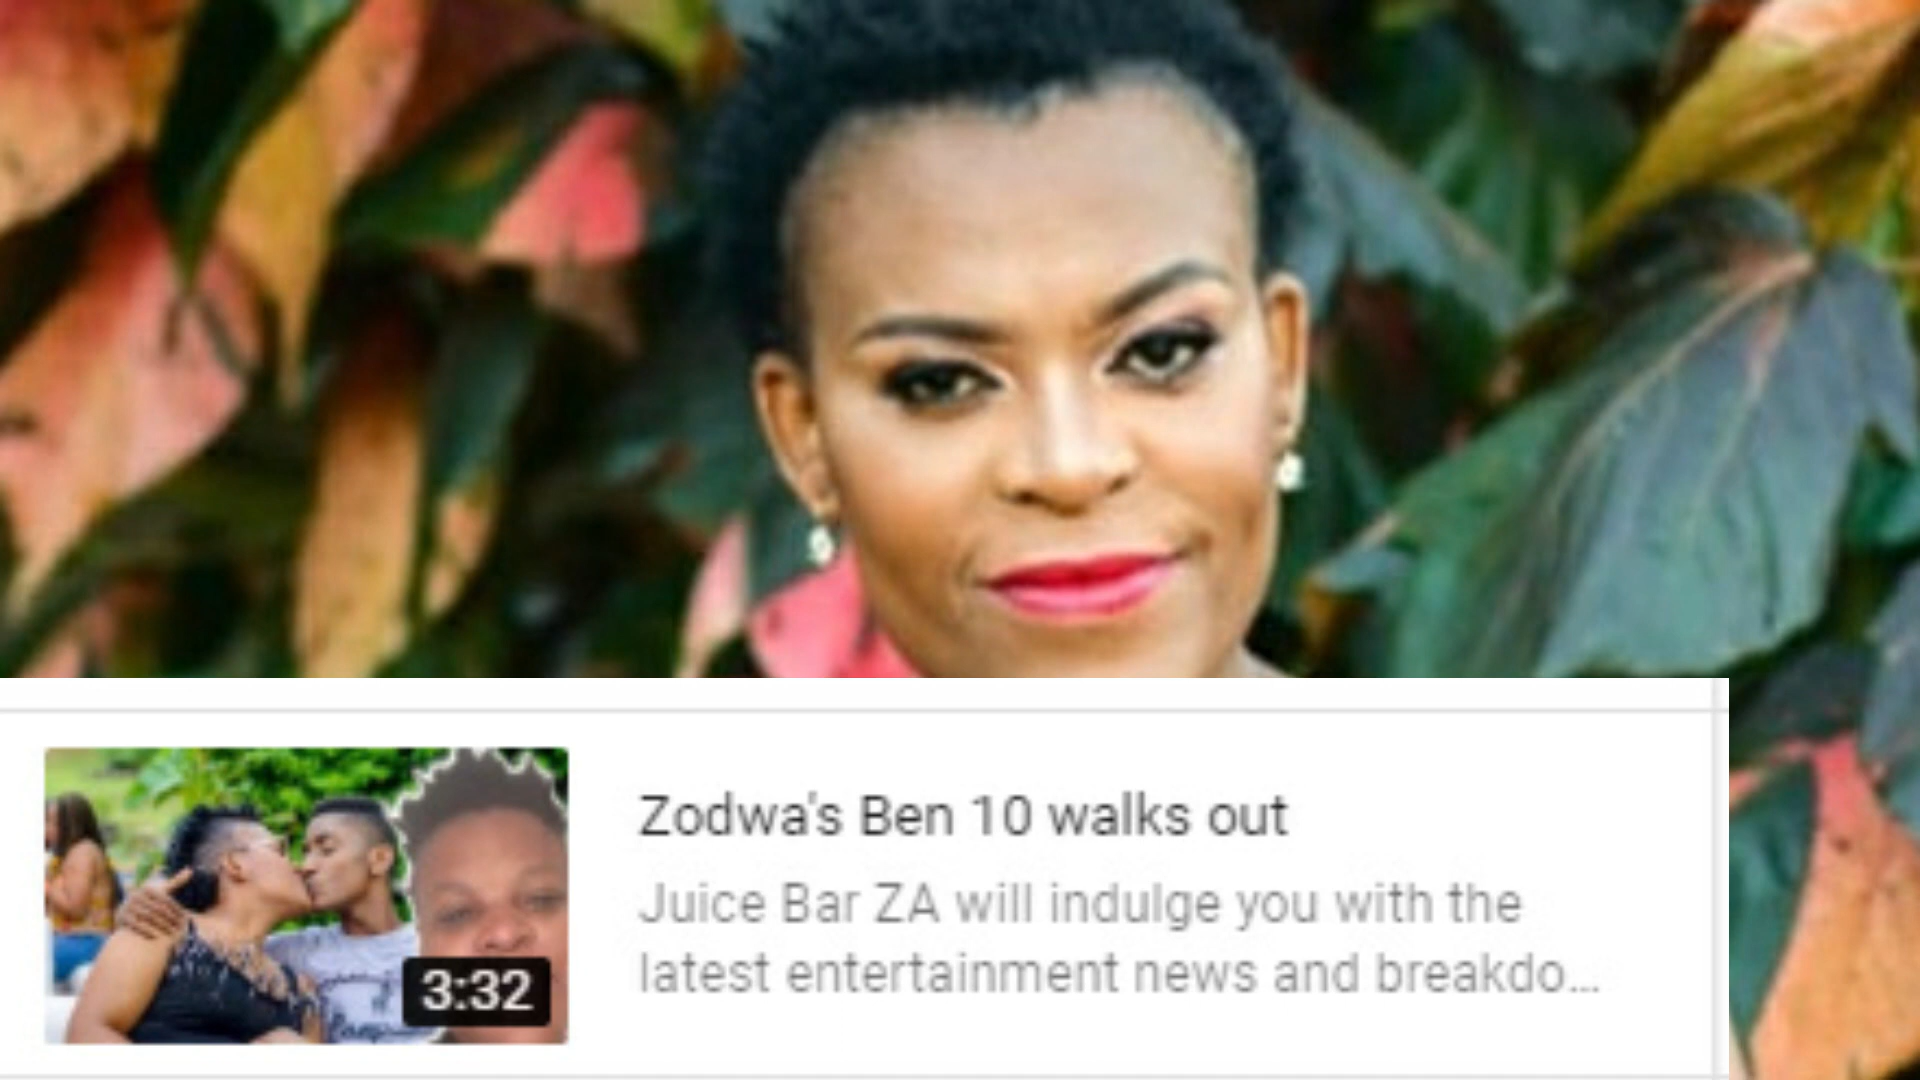 Zodwa's Ben 10 walks out
Juice Bar ZA will indulge you with the
latest entertainment news and breakdo...
3:32